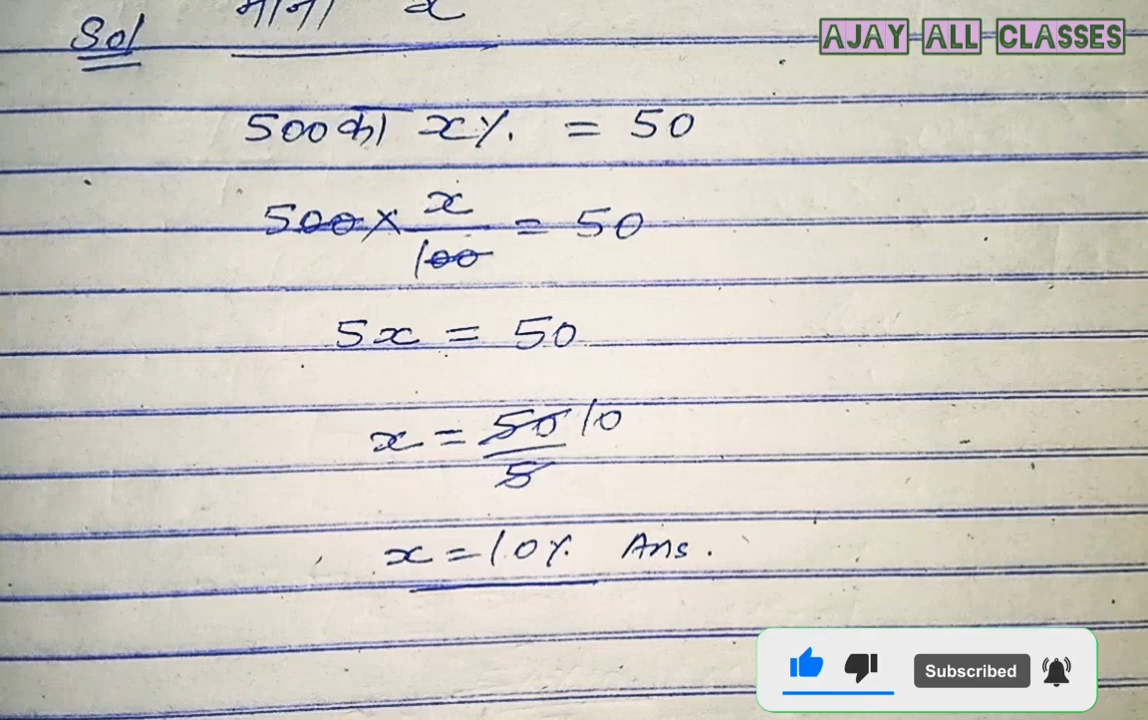 Sol माना x
AJAY ALL CLASSES
500 का x% = 50
500 × x/100 = 50
5x = 50
x = 50/5 10
x = 10% Ans.
Subscribed